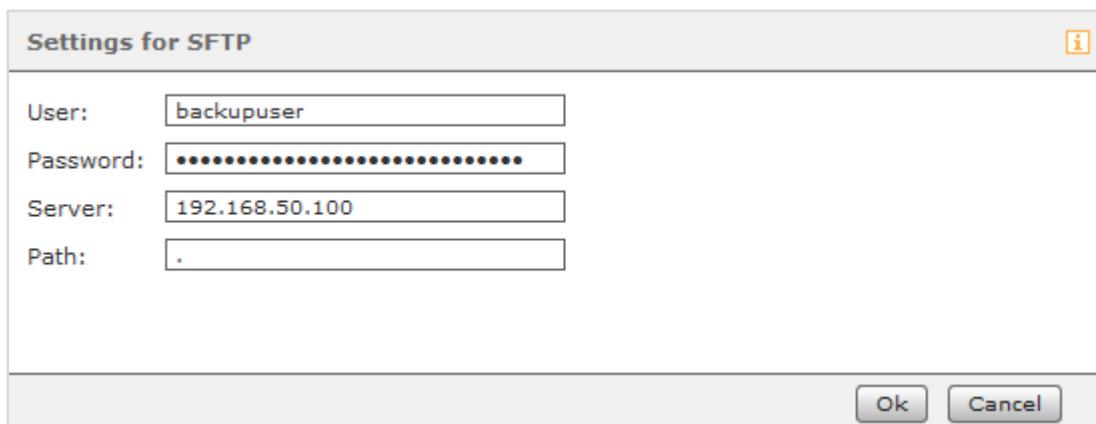 Settings for SFTP
User: backupuser
Password: •••••••••••••••••••••••••••••
Server: 192.168.50.100
Path: .
Ok Cancel